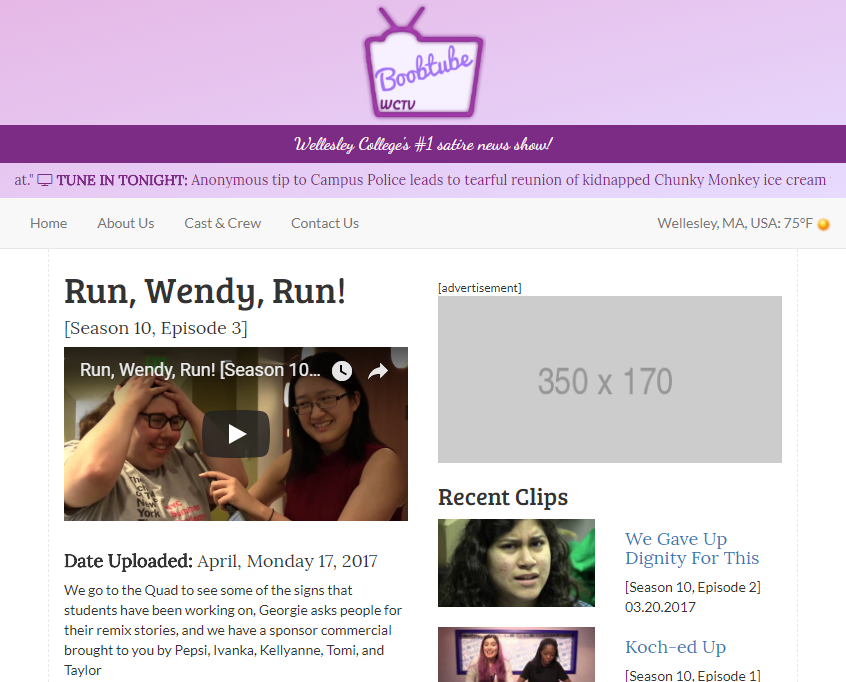 Boobtube
WCTV
Wellesley College's #1 satire news show!
at." TUNE IN TONIGHT: Anonymous tip to Campus Police leads to tearful reunion of kidnapped Chunky Monkey ice cream
Home About Us Cast & Crew Contact Us Wellesley, MA, USA: 75°F
Run, Wendy, Run!
[Season 10, Episode 3]
Run, Wendy, Run! [Season 10...
The
New
York
Date Uploaded: April, Monday 17, 2017
We go to the Quad to see some of the signs that
students have been working on, Georgie asks people for
their remix stories, and we have a sponsor commercial
brought to you by Pepsi, Ivanka, Kellyanne, Tomi, and
Taylor
[advertisement]
350 x 170
Recent Clips
We Gave Up
Dignity For This
[Season 10, Episode 2]
03.20.2017
Koch-ed Up
[Season 10, Episode 1]